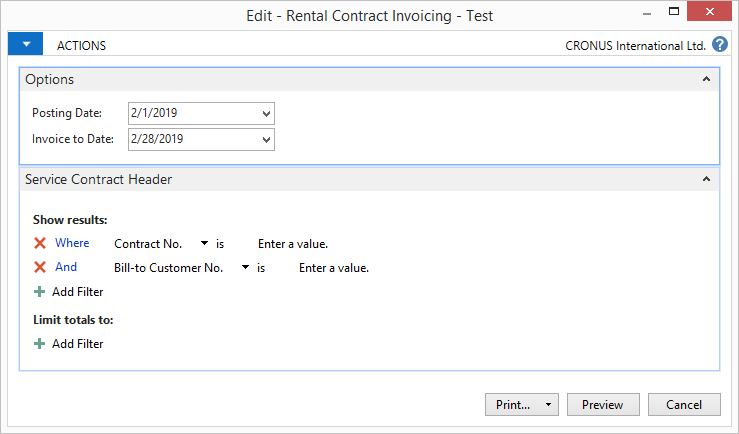 Edit - Rental Contract Invoicing - Test
ACTIONS
CRONUS International Ltd. ?
Options
Posting Date: 2/1/2019
Invoice to Date: 2/28/2019
Service Contract Header
Show results:
Where Contract No. is Enter a value.
And Bill-to Customer No. is Enter a value.
Add Filter
Limit totals to:
Add Filter
Print... Preview Cancel